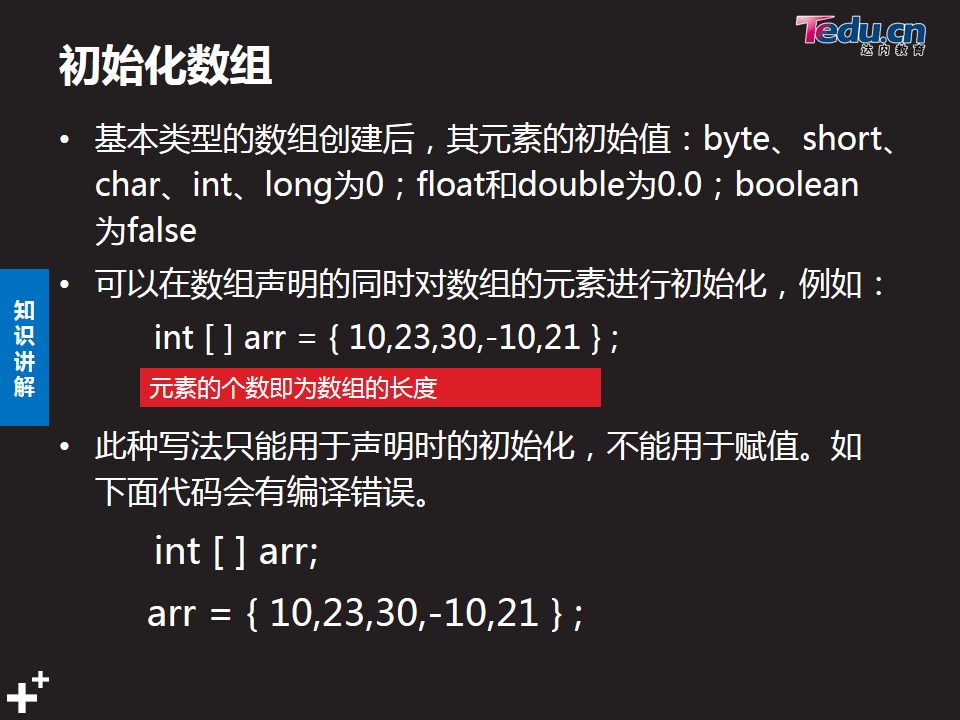 Tedu.cn
达内教育
初始化数组
• 基本类型的数组创建后，其元素的初始值：byte、short、
char、int、long为0；float和double为0.0；boolean
为false
• 可以在数组声明的同时对数组的元素进行初始化，例如：
int [ ] arr = { 10,23,30,-10,21 } ;
元素的个数即为数组的长度
• 此种写法只能用于声明时的初始化，不能用于赋值。如
下面代码会有编译错误。
int [ ] arr;
arr = { 10,23,30,-10,21 } ;
知识讲解